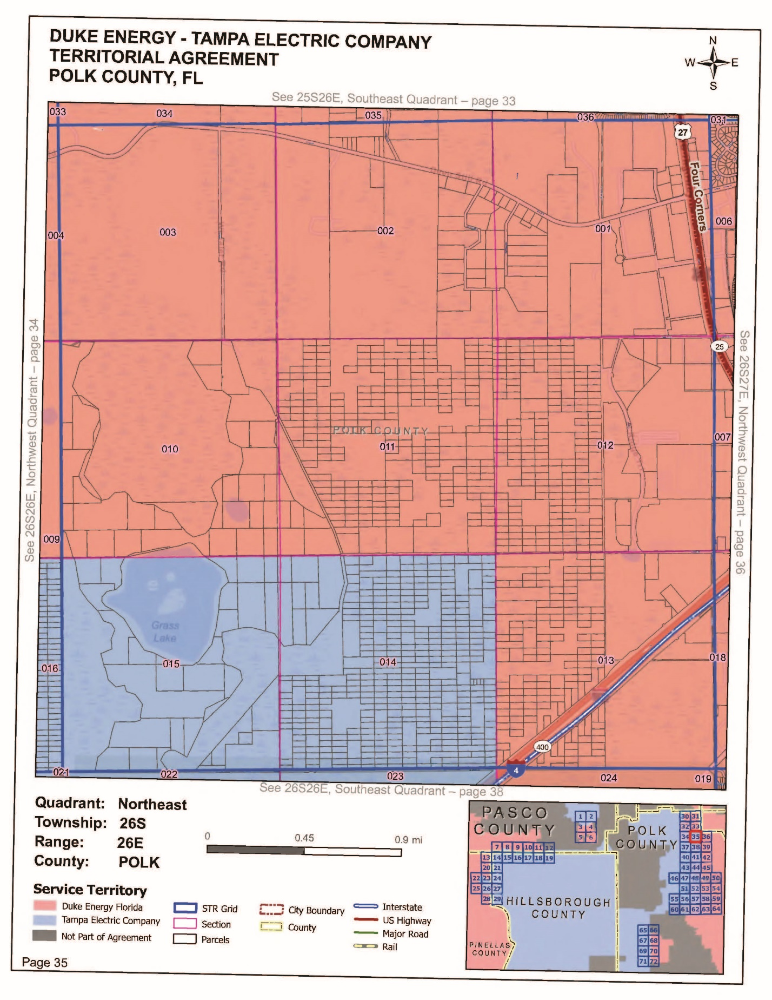 DUKE ENERGY - TAMPA ELECTRIC COMPANY
TERRITORIAL AGREEMENT
POLK COUNTY, FL
N
W E
S
See 25S26E, Southeast Quadrant – page 33
033 034 035 036 031
27
Four Corners
004 003 002 001 006
See 26S26E, Northwest Quadrant – page 34
See 26S27E, Northwest Quadrant – page 36
25
POLK COUNTY
010 011 012 007
009
Grass
Lake
016 015 014 013 018
400
4
021 022 023 024 019
See 26S26E, Southeast Quadrant – page 38
Quadrant: Northeast
Township: 26S
Range: 26E
County: POLK
0 0.45 0.9 mi
Service Territory
Duke Energy Florida
Tampa Electric Company
Not Part of Agreement
STR Grid
Section
Parcels
City Boundary
County
Interstate
US Highway
Major Road
Rail
PASCO
COUNTY
POLK
COUNTY
HILLSBOROUGH
COUNTY
PINELLAS
COUNTY
1 2
3 4
5 6
7 8 9 10 11 12
13 14 15 16 17 18 19
20 21
22 23 24
25 26 27
28 29
30 31
32 33
34 35 36
37 38 39
40 41 42
43 44 45
46 47 48 49 50
51 52 53 54
55 56 57 58 59
60 61 62 63 64
65 66
67 68
69 70
71 72
Page 35